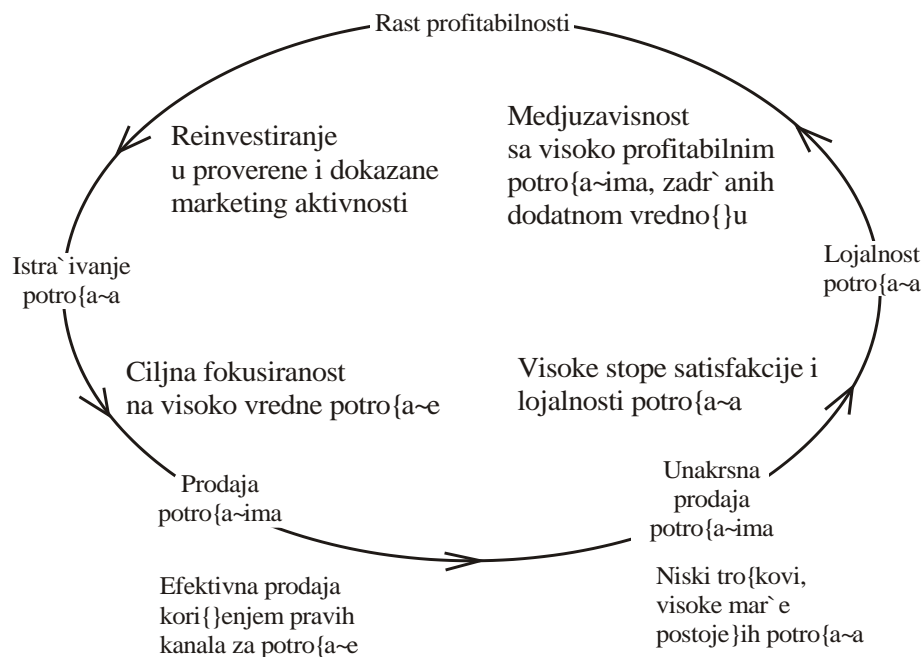 Rast profitabilnosti
Reinvestiranje
u proverene i dokazane
marketing aktivnosti
Medjuzavisnost
sa visoko profitabilnim
potro{a~ima, zadr` anih
dodatnom vredno{}u
Istra` ivanje
potro{a~a
Lojalnost
potro{a~a
Ciljna fokusiranost
na visoko vredne potro{a~e
Visoke stope satisfakcije i
lojalnosti potro{a~a
Prodaja
potro{a~ima
Unakrsna
prodaja
potro{a~ima
Efektivna prodaja
kori{}enjem pravih
kanala za potro{a~e
Niski tro{kovi,
visoke mar` e
postoje}ih potro{a~a